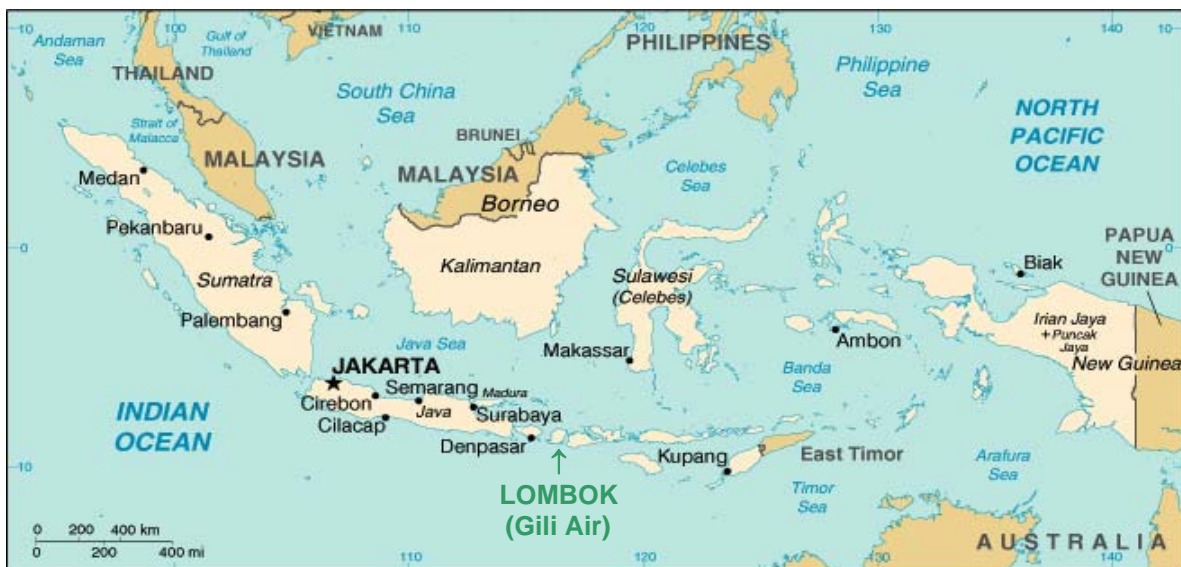 10
100
Gulf of
Thailand
VIETNAM
120
PHILIPPINES
130
140
10
Andaman
Sea
THAILAND
South China
Sea
Philippine
Sea
NORTH
PACIFIC
OCEAN
Strait of
Malacca
MALAYSIA
BRUNEI
MALAYSIA
Celebes
Sea
Medan
Borneo
Pekanbaru
0
0
PAPUA
NEW
GUINEA
Sumatra
Kalimantan
Sulawesi
(Celebes)
Biak
Palembang
Irian Jaya
+Puncak
Jaya
New Guinea
Java Sea
Makassar
Ambon
JAKARTA
Banda
Sea
Semarang
Madura
Cirebon
Java
Surabaya
Cilacap
INDIAN
OCEAN
Denpasar
Kupang
East Timor
Arafura
Sea
10
↑
LOMBOK
(Gili Air)
Timor
Sea
0 200 400 km
0 200 400 mi
110
120
130
140
AUSTRALIA